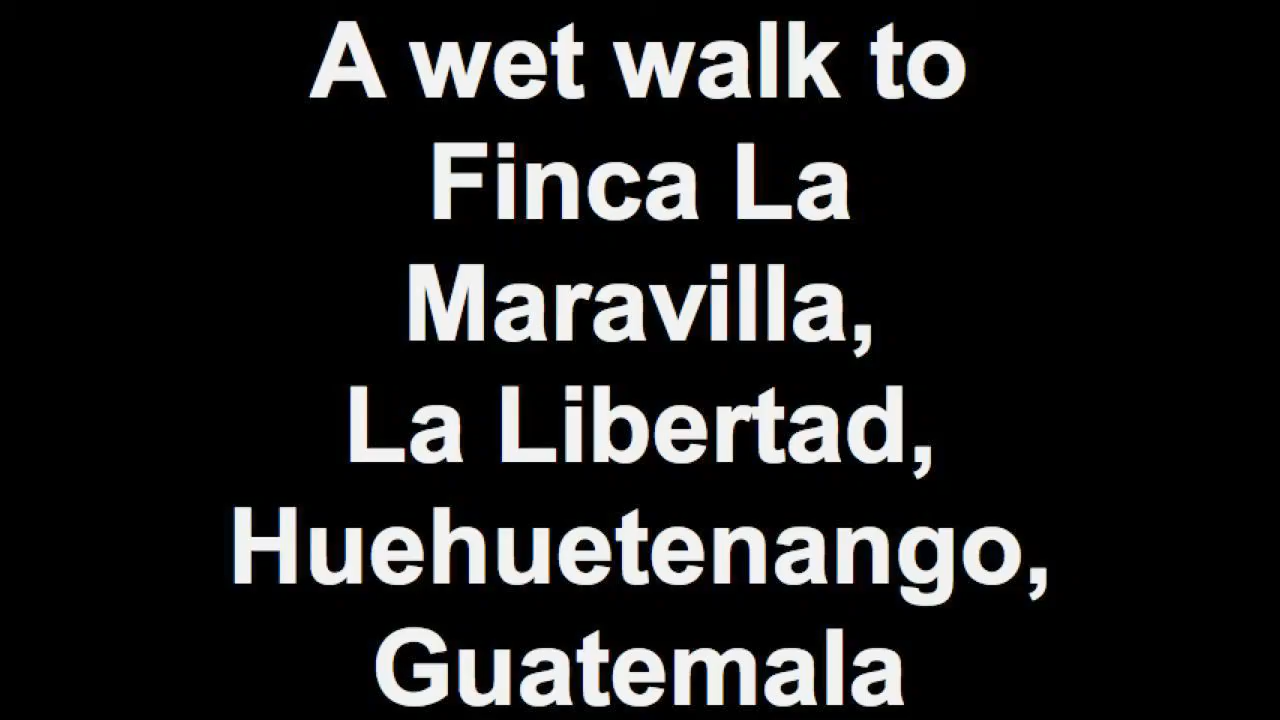 A wet walk to
Finca La
Maravilla,
La Libertad,
Huehuetenango,
Guatemala